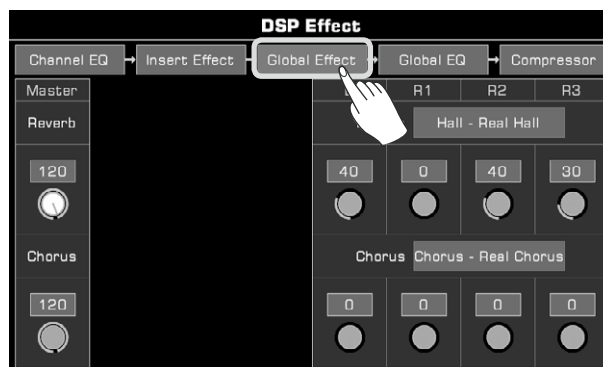 DSP Effect
Channel EQ → Insert Effect Global Effect Global EQ → Compressor
Master R1 R2 R3
Reverb Hall - Real Hall
120 40 0 40 30
Chorus Chorus Chorus - Real Chorus
120 0 0 0 0